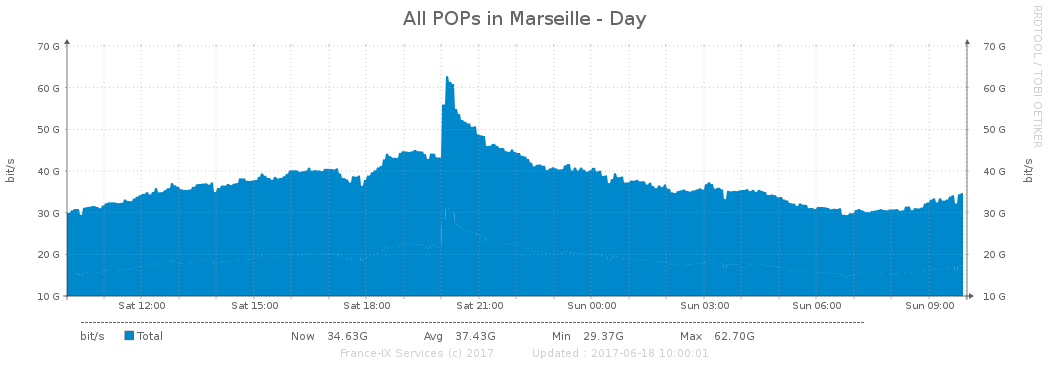 All POPs in Marseille - Day
RRDTOOL / TOBI OETIKER
70 G 70 G
60 G 60 G
50 G 50 G
40 G 40 G
30 G 30 G
20 G 20 G
10 G 10 G
bit/s
bit/s
Sat 12:00 Sat 15:00 Sat 18:00 Sat 21:00 Sun 00:00 Sun 03:00 Sun 06:00 Sun 09:00
bit/s Total Now 34.63G Avg 37.43G Min 29.37G Max 62.70G
France-IX Services (c) 2017 Updated : 2017-06-18 10:00:01